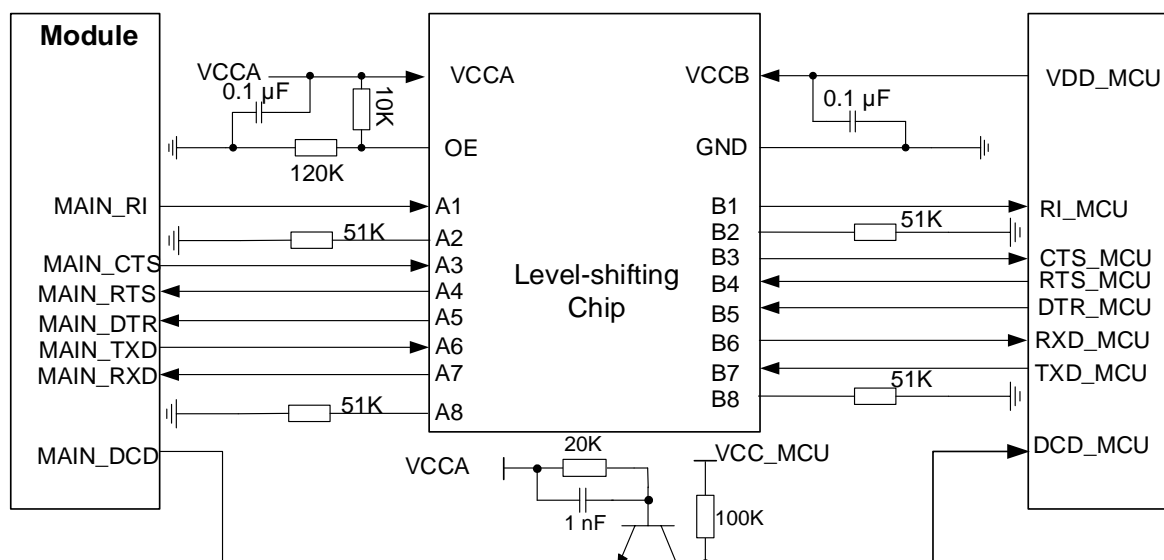 Module
VCCA
0.1 µF
10K
120K
VCCA
VCCB
OE
GND
VDD_MCU
0.1 µF
MAIN_RI
A1
B1
RI_MCU
51K
A2
B2
51K
MAIN_CTS
A3
B3
CTS_MCU
MAIN_RTS
A4
B4
RTS_MCU
MAIN_DTR
A5
B5
DTR_MCU
MAIN_TXD
A6
B6
RXD_MCU
MAIN_RXD
A7
B7
TXD_MCU
51K
A8
B8
51K
Level-shifting
Chip
MAIN_DCD
DCD_MCU
VCCA
20K
1 nF
VCC_MCU
100K